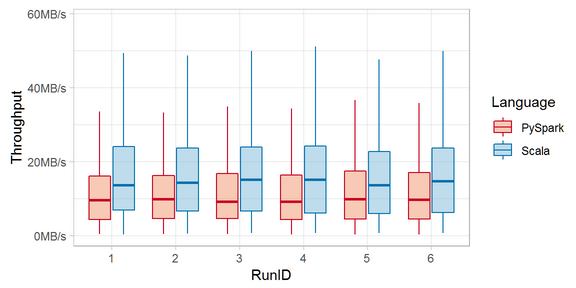 60MB/s
40MB/s
20MB/s
0MB/s
Throughput
1 2 3 4 5 6
RunID
Language
PySpark
Scala